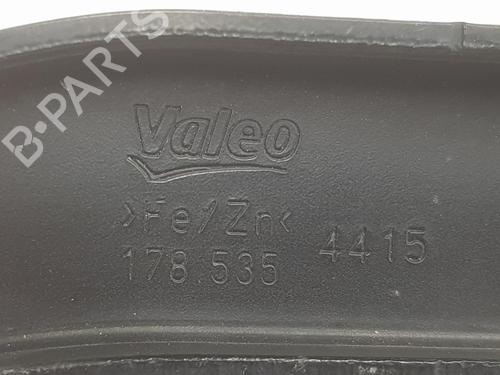 B-PARTS
Valeo
>Fe/Zn<
178.535 4415